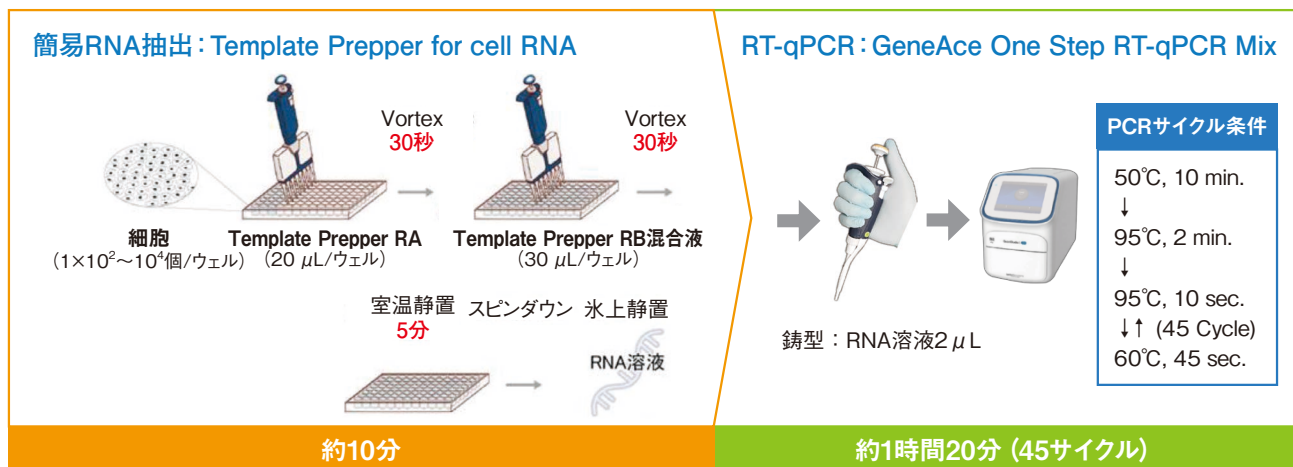 簡易RNA抽出：Template Prepper for cell RNA
Vortex
30秒
Vortex
30秒
細胞
（1×10²～10⁴個/ウェル）
Template Prepper RA
（20 μL/ウェル）
Template Prepper RB混合液
（30 μL/ウェル）
室温静置
5分
スピンダウン
氷上静置
RNA溶液
約10分
RT-qPCR：GeneAce One Step RT-qPCR Mix
鋳型：RNA溶液2μL
PCRサイクル条件
50℃, 10 min.
↓
95℃, 2 min.
↓
95℃, 10 sec.
↓↑ (45 Cycle)
60℃, 45 sec.
約1時間20分（45サイクル）